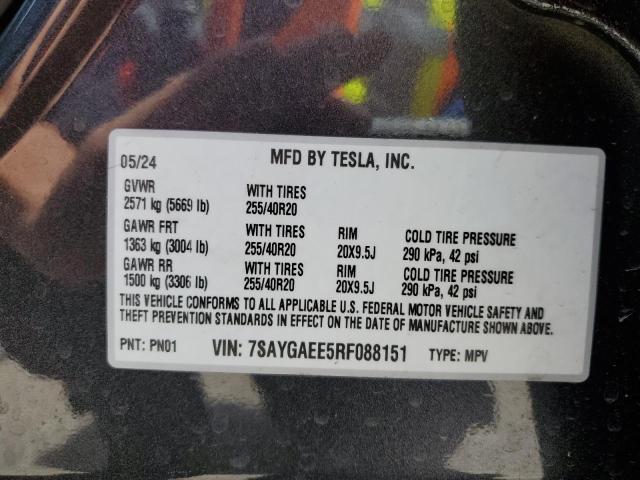 05/24 MFD BY TESLA, INC.
GVWR WITH TIRES
2571 kg (5669 lb) 255/40R20
GAWR FRT WITH TIRES RIM COLD TIRE PRESSURE
1363 kg (3004 lb) 255/40R20 20X9.5J 290 kPa, 42 psi
GAWR RR WITH TIRES RIM COLD TIRE PRESSURE
1500 kg (3306 lb) 255/40R20 20X9.5J 290 kPa, 42 psi
THIS VEHICLE CONFORMS TO ALL APPLICABLE U.S. FEDERAL MOTOR VEHICLE SAFETY AND
THEFT PREVENTION STANDARDS IN EFFECT ON THE DATE OF MANUFACTURE SHOWN ABOVE.
PNT: PN01 VIN: 7SAYGAEE5RF088151 TYPE: MPV